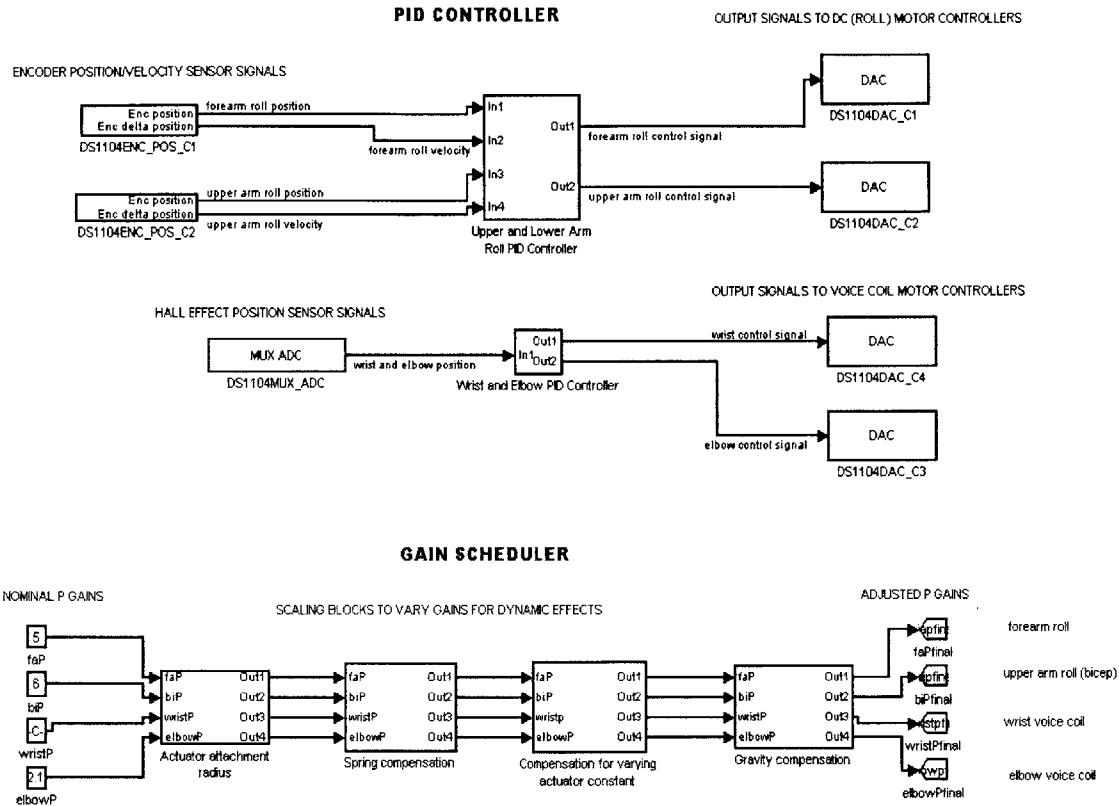 PID CONTROLLER
OUTPUT SIGNALS TO DC (ROLL) MOTOR CONTROLLERS
ENCODER POSITION/VELOCITY SENSOR SIGNALS
Enc position
Enc delta position
DS1104ENC_POS_C1
forearm roll position
forearm roll velocity
Enc position
Enc delta position
DS1104ENC_POS_C2
upper arm roll position
upper arm roll velocity
In1
In2
In3
In4
Out1
Out2
Upper and Lower Arm
Roll PID Controller
forearm roll control signal
upper arm roll control signal
DAC
DS1104DAC_C1
DAC
DS1104DAC_C2
OUTPUT SIGNALS TO VOICE COIL MOTOR CONTROLLERS
HALL EFFECT POSITION SENSOR SIGNALS
MUX ADC
DS1104MUX_ADC
wrist and elbow position
In1
Out1
Out2
Wrist and Elbow PID Controller
wrist control signal
elbow control signal
DAC
DS1104DAC_C4
DAC
DS1104DAC_C3
GAIN SCHEDULER
NOMINAL P GAINS
SCALING BLOCKS TO VARY GAINS FOR DYNAMIC EFFECTS
ADJUSTED P GAINS
5
faP
6
biP
-C-
wristP
2.1
elbowP
faP
biP
wristP
elbowP
Out1
Out2
Out3
Out4
Actuator attachment
radius
faP
biP
wristP
elbowP
Out1
Out2
Out3
Out4
Spring compensation
faP
biP
wristp
elbowP
Out1
Out2
Out3
Out4
Compensation for varying
actuator constant
faP
biP
wristP
elbowP
Out1
Out2
Out3
Out4
Gravity compensation
faPfinal
biPfinal
wristPfinal
elbowPfinal
forearm roll
upper arm roll (bicep)
wrist voice coil
elbow voice coil